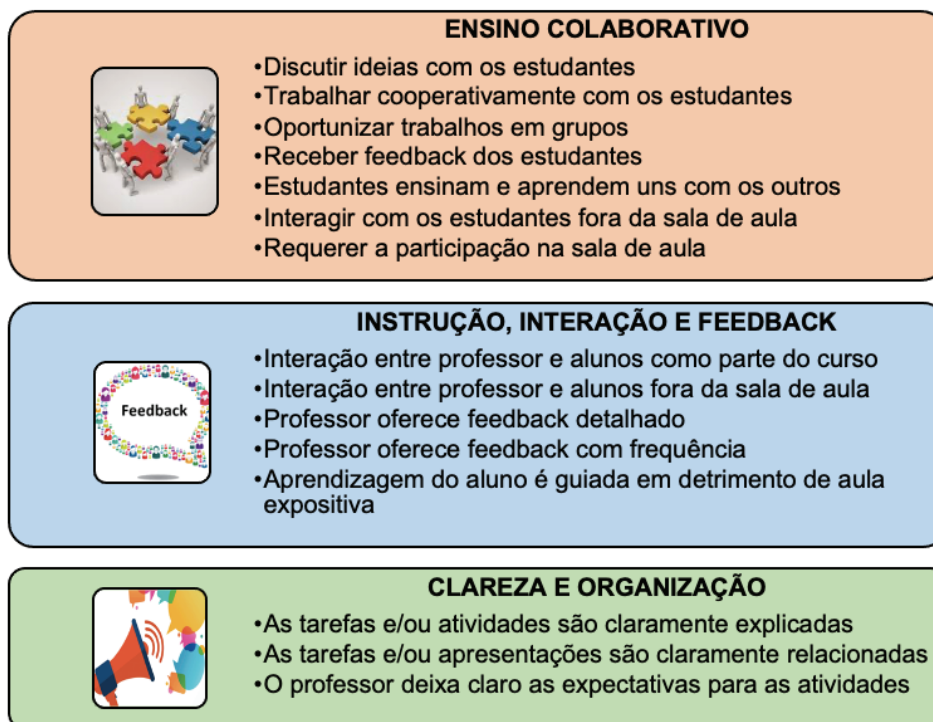 ENSINO COLABORATIVO
•Discutir ideias com os estudantes
•Trabalhar cooperativamente com os estudantes
•Oportunizar trabalhos em grupos
•Receber feedback dos estudantes
•Estudantes ensinam e aprendem uns com os outros
•Interagir com os estudantes fora da sala de aula
•Requerer a participação na sala de aula
INSTRUÇÃO, INTERAÇÃO E FEEDBACK
Feedback
•Interação entre professor e alunos como parte do curso
•Interação entre professor e alunos fora da sala de aula
•Professor oferece feedback detalhado
•Professor oferece feedback com frequência
•Aprendizagem do aluno é guiada em detrimento de aula
expositiva
CLAREZA E ORGANIZAÇÃO
•As tarefas e/ou atividades são claramente explicadas
•As tarefas e/ou apresentações são claramente relacionadas
•O professor deixa claro as expectativas para as atividades